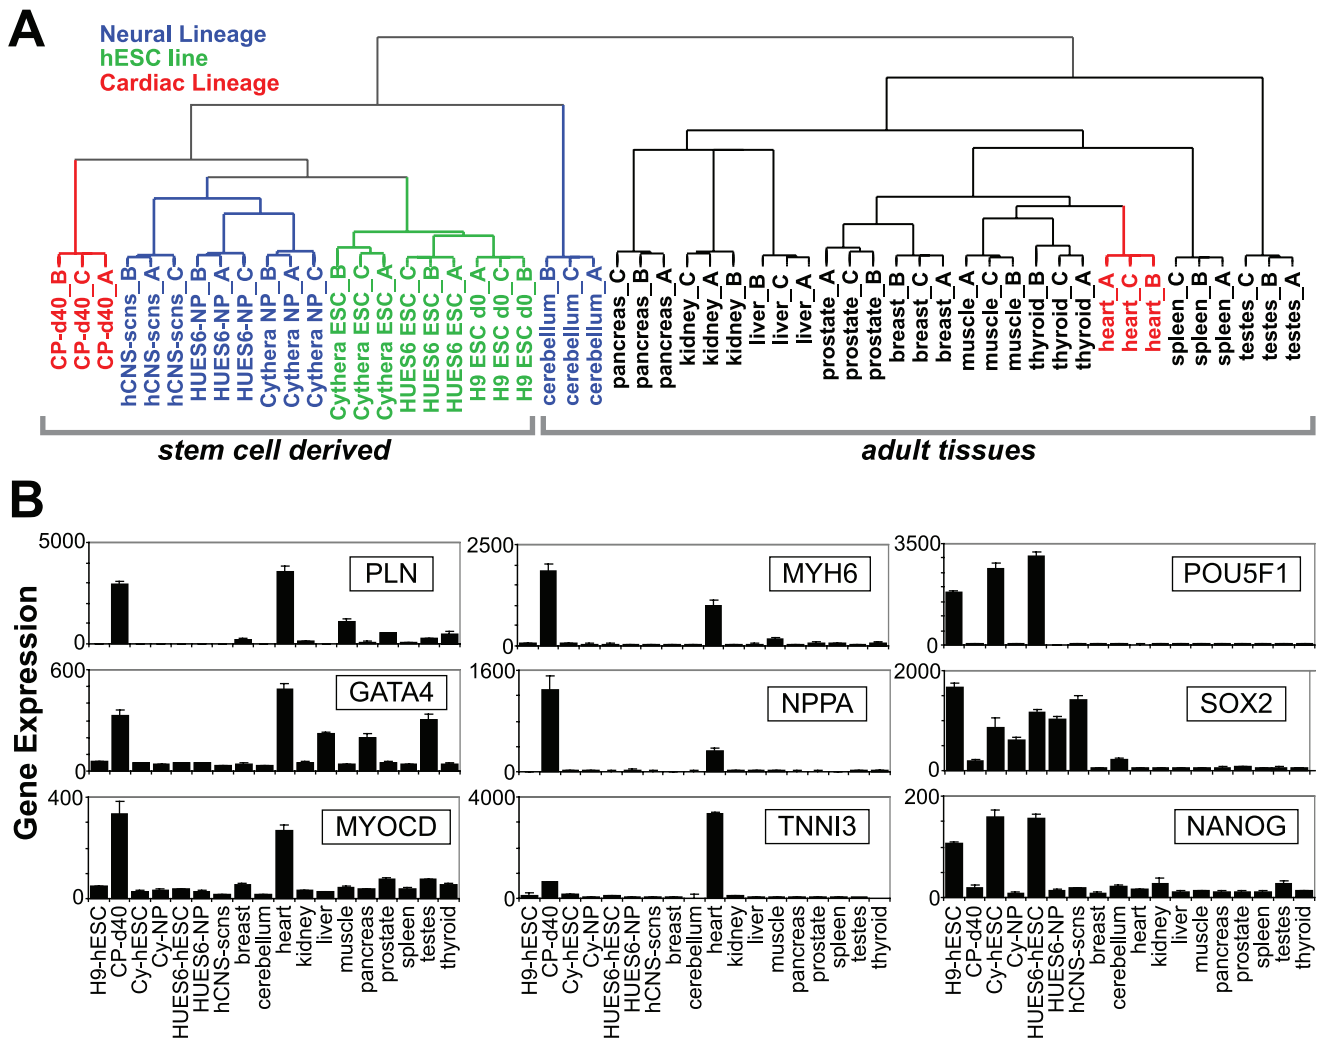 A
Neural Lineage
hESC line
Cardiac Lineage
CP-d40_B
CP-d40_C
CP-d40_A
hCNS-scns_B
hCNS-scns_A
hCNS-scns_C
HUES6-NP_B
HUES6-NP_A
HUES6-NP_C
Cythera NP_B
Cythera NP_A
Cythera NP_C
Cythera ESC_B
Cythera ESC_C
Cythera ESC_A
HUES6 ESC_C
HUES6 ESC_B
HUES6 ESC_A
H9 ESC d0_A
H9 ESC d0_C
H9 ESC d0_B
cerebellum_B
cerebellum_C
cerebellum_A
pancreas_C
pancreas_B
pancreas_A
kidney_C
kidney_A
kidney_B
liver_B
liver_C
liver_A
prostate_A
prostate_C
prostate_B
breast_B
breast_C
breast_A
muscle_A
muscle_C
muscle_B
thyroid_B
thyroid_C
thyroid_A
heart_A
heart_C
heart_B
spleen_C
spleen_B
spleen_A
testes_C
testes_B
testes_A
stem cell derived
adult tissues
B
Gene Expression
5000
0
PLN
2500
0
MYH6
3500
0
POU5F1
600
0
GATA4
1600
0
NPPA
2000
0
SOX2
400
0
MYOCD
4000
0
TNNI3
200
0
NANOG
H9-hESC
CP-d40
Cy-hESC
Cy-NP
HUES6-hESC
HUES6-NP
hCNS-scns
breast
cerebellum
heart
kidney
liver
muscle
pancreas
prostate
spleen
testes
thyroid
H9-hESC
CP-d40
Cy-hESC
Cy-NP
HUES6-hESC
HUES6-NP
hCNS-scns
breast
cerebellum
heart
kidney
liver
muscle
pancreas
prostate
spleen
testes
thyroid
H9-hESC
CP-d40
Cy-hESC
Cy-NP
HUES6-hESC
HUES6-NP
hCNS-scns
breast
cerebellum
heart
kidney
liver
muscle
pancreas
prostate
spleen
testes
thyroid